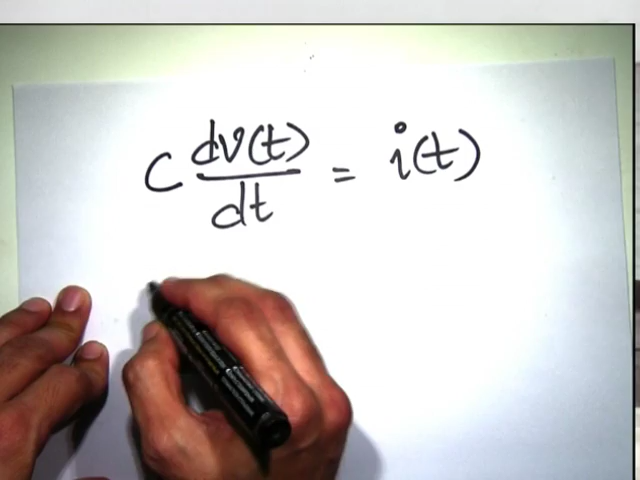 C dv(t)/dt = i(t)